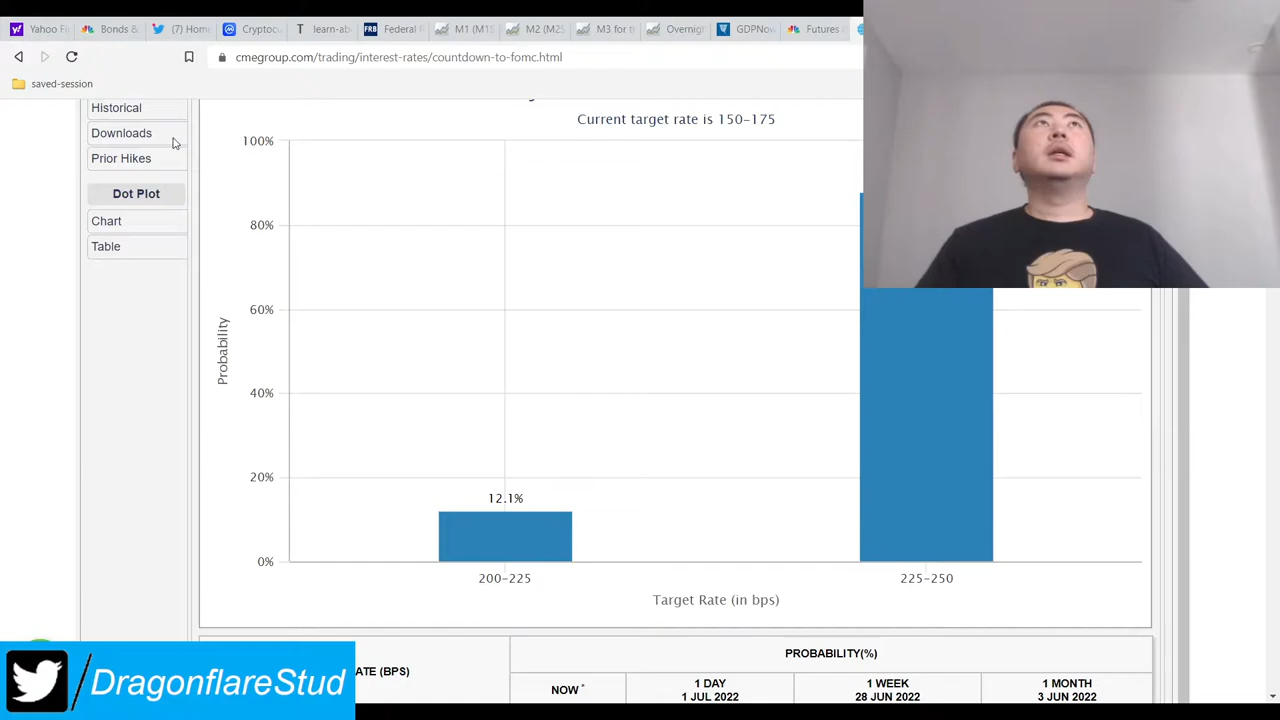 Yahoo Fi
Bonds &
(7) Hom
Cryptoc
learn-ab
FRB
Federal
M1 (M1S
M2 (M2S
M3 for t
Overnig
GDPNow
Futures
cmegroup.com/trading/interest-rates/countdown-to-fomc.html
saved-session
Historical
Downloads
Prior Hikes
Dot Plot
Chart
Table
Current target rate is 150-175
100%
80%
60%
40%
20%
0%
Probability
12.1%
200-225
225-250
Target Rate (in bps)
ATE (BPS)
PROBABILITY(%)
NOW *
1 DAY
1 JUL 2022
1 WEEK
28 JUN 2022
1 MONTH
3 JUN 2022
/DragonflareStud